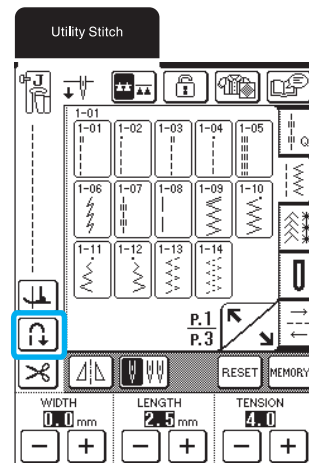 Utility Stitch
J
1-01
1-01 1-02 1-03 1-04 1-05
Q
1-06 1-07 1-08 1-09 1-10
1-11 1-12 1-13 1-14
P.1
P.3
RESET MEMORY
WIDTH LENGTH TENSION
0.0 mm 2.5 mm 4.0
− + − + − +